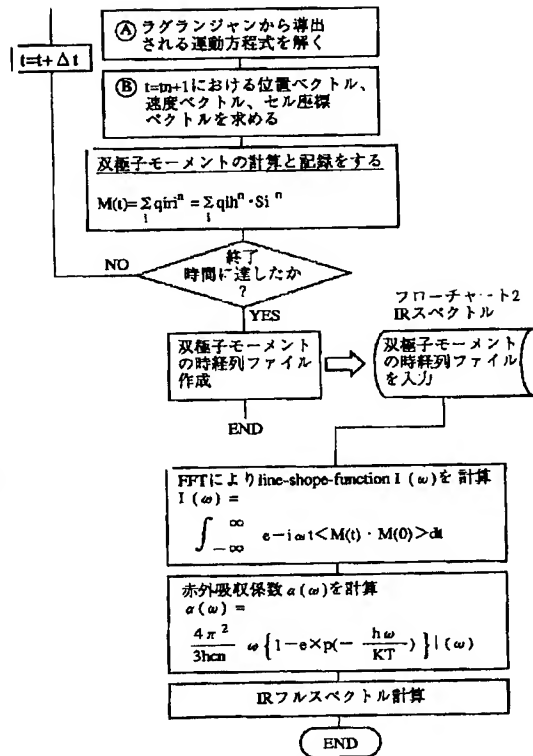 Ⓐ ラグランジャンから導出
される運動方程式を解く
t=t+Δt
Ⓑ t=tn+1における位置ベクトル、
速度ベクトル、セル座標
ベクトルを求める
双極子モーメントの計算と記録をする
M(t)=Σqiriⁿ = Σqihⁿ・Siⁿ
i i
終了
時間に達したか
?
NO
YES
フローチャート2
IRスペクトル
双極子モーメント
の時経列ファイル
作成
双極子モーメント
の時経列ファイル
を入力
END
FFTによりline-shope-function I (ω)を計算
I (ω) =
∫ ∞
−∞ e−iωt<M(t)・M(0)>dt
赤外吸収係数α(ω)を計算
α(ω) =
4π² hω
3hcn ω{1−e×p(− KT )}I(ω)
IRフルスペクトル計算
END